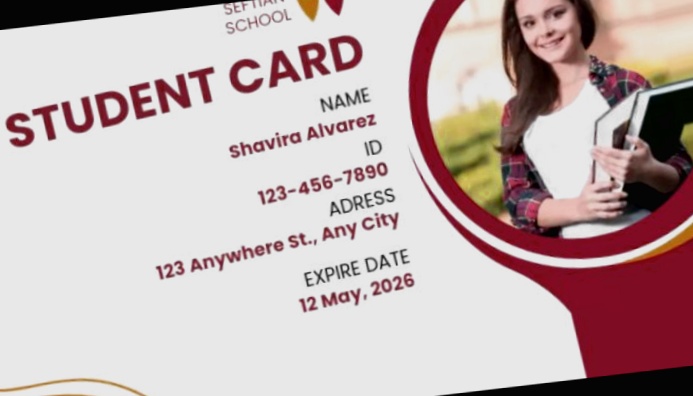 SEFTIAN
SCHOOL
STUDENT CARD
NAME
Shavira Alvarez
ID
123-456-7890
ADRESS
123 Anywhere St., Any City
EXPIRE DATE
12 May, 2026